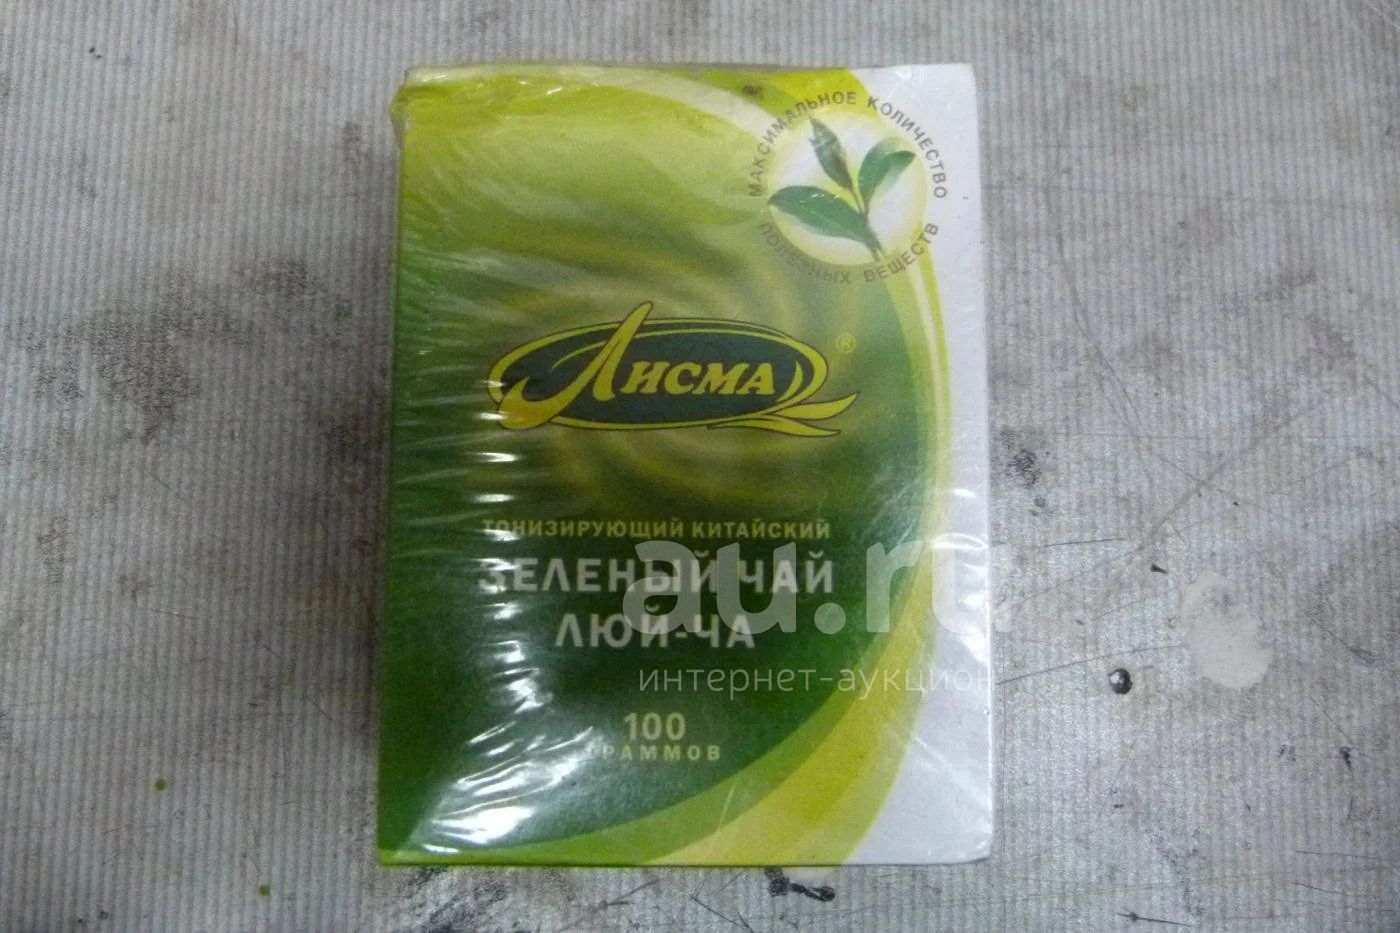 МАКСИМАЛЬНОЕ КОЛИЧЕСТВО
ПОЛЕЗНЫХ ВЕЩЕСТВ
ЛИСМА ®
ТОНИЗИРУЮЩИЙ КИТАЙСКИЙ
ЗЕЛЕНЫЙ ЧАЙ
ЛЮЙ-ЧА
100
ГРАММОВ
au.ru
интернет-аукцион